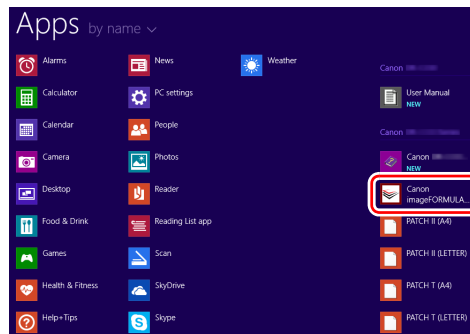 Apps by name
Alarms
Calculator
Calendar
Camera
Desktop
Food & Drink
Games
Health & Fitness
Help+Tips
News
PC settings
People
Photos
Reader
Reading List app
Scan
SkyDrive
Skype
Weather
Canon
User Manual
NEW
Canon
Canon
NEW
Canon
imageFORMULA...
PATCH II (A4)
PATCH II (LETTER)
PATCH T (A4)
PATCH T (LETTER)